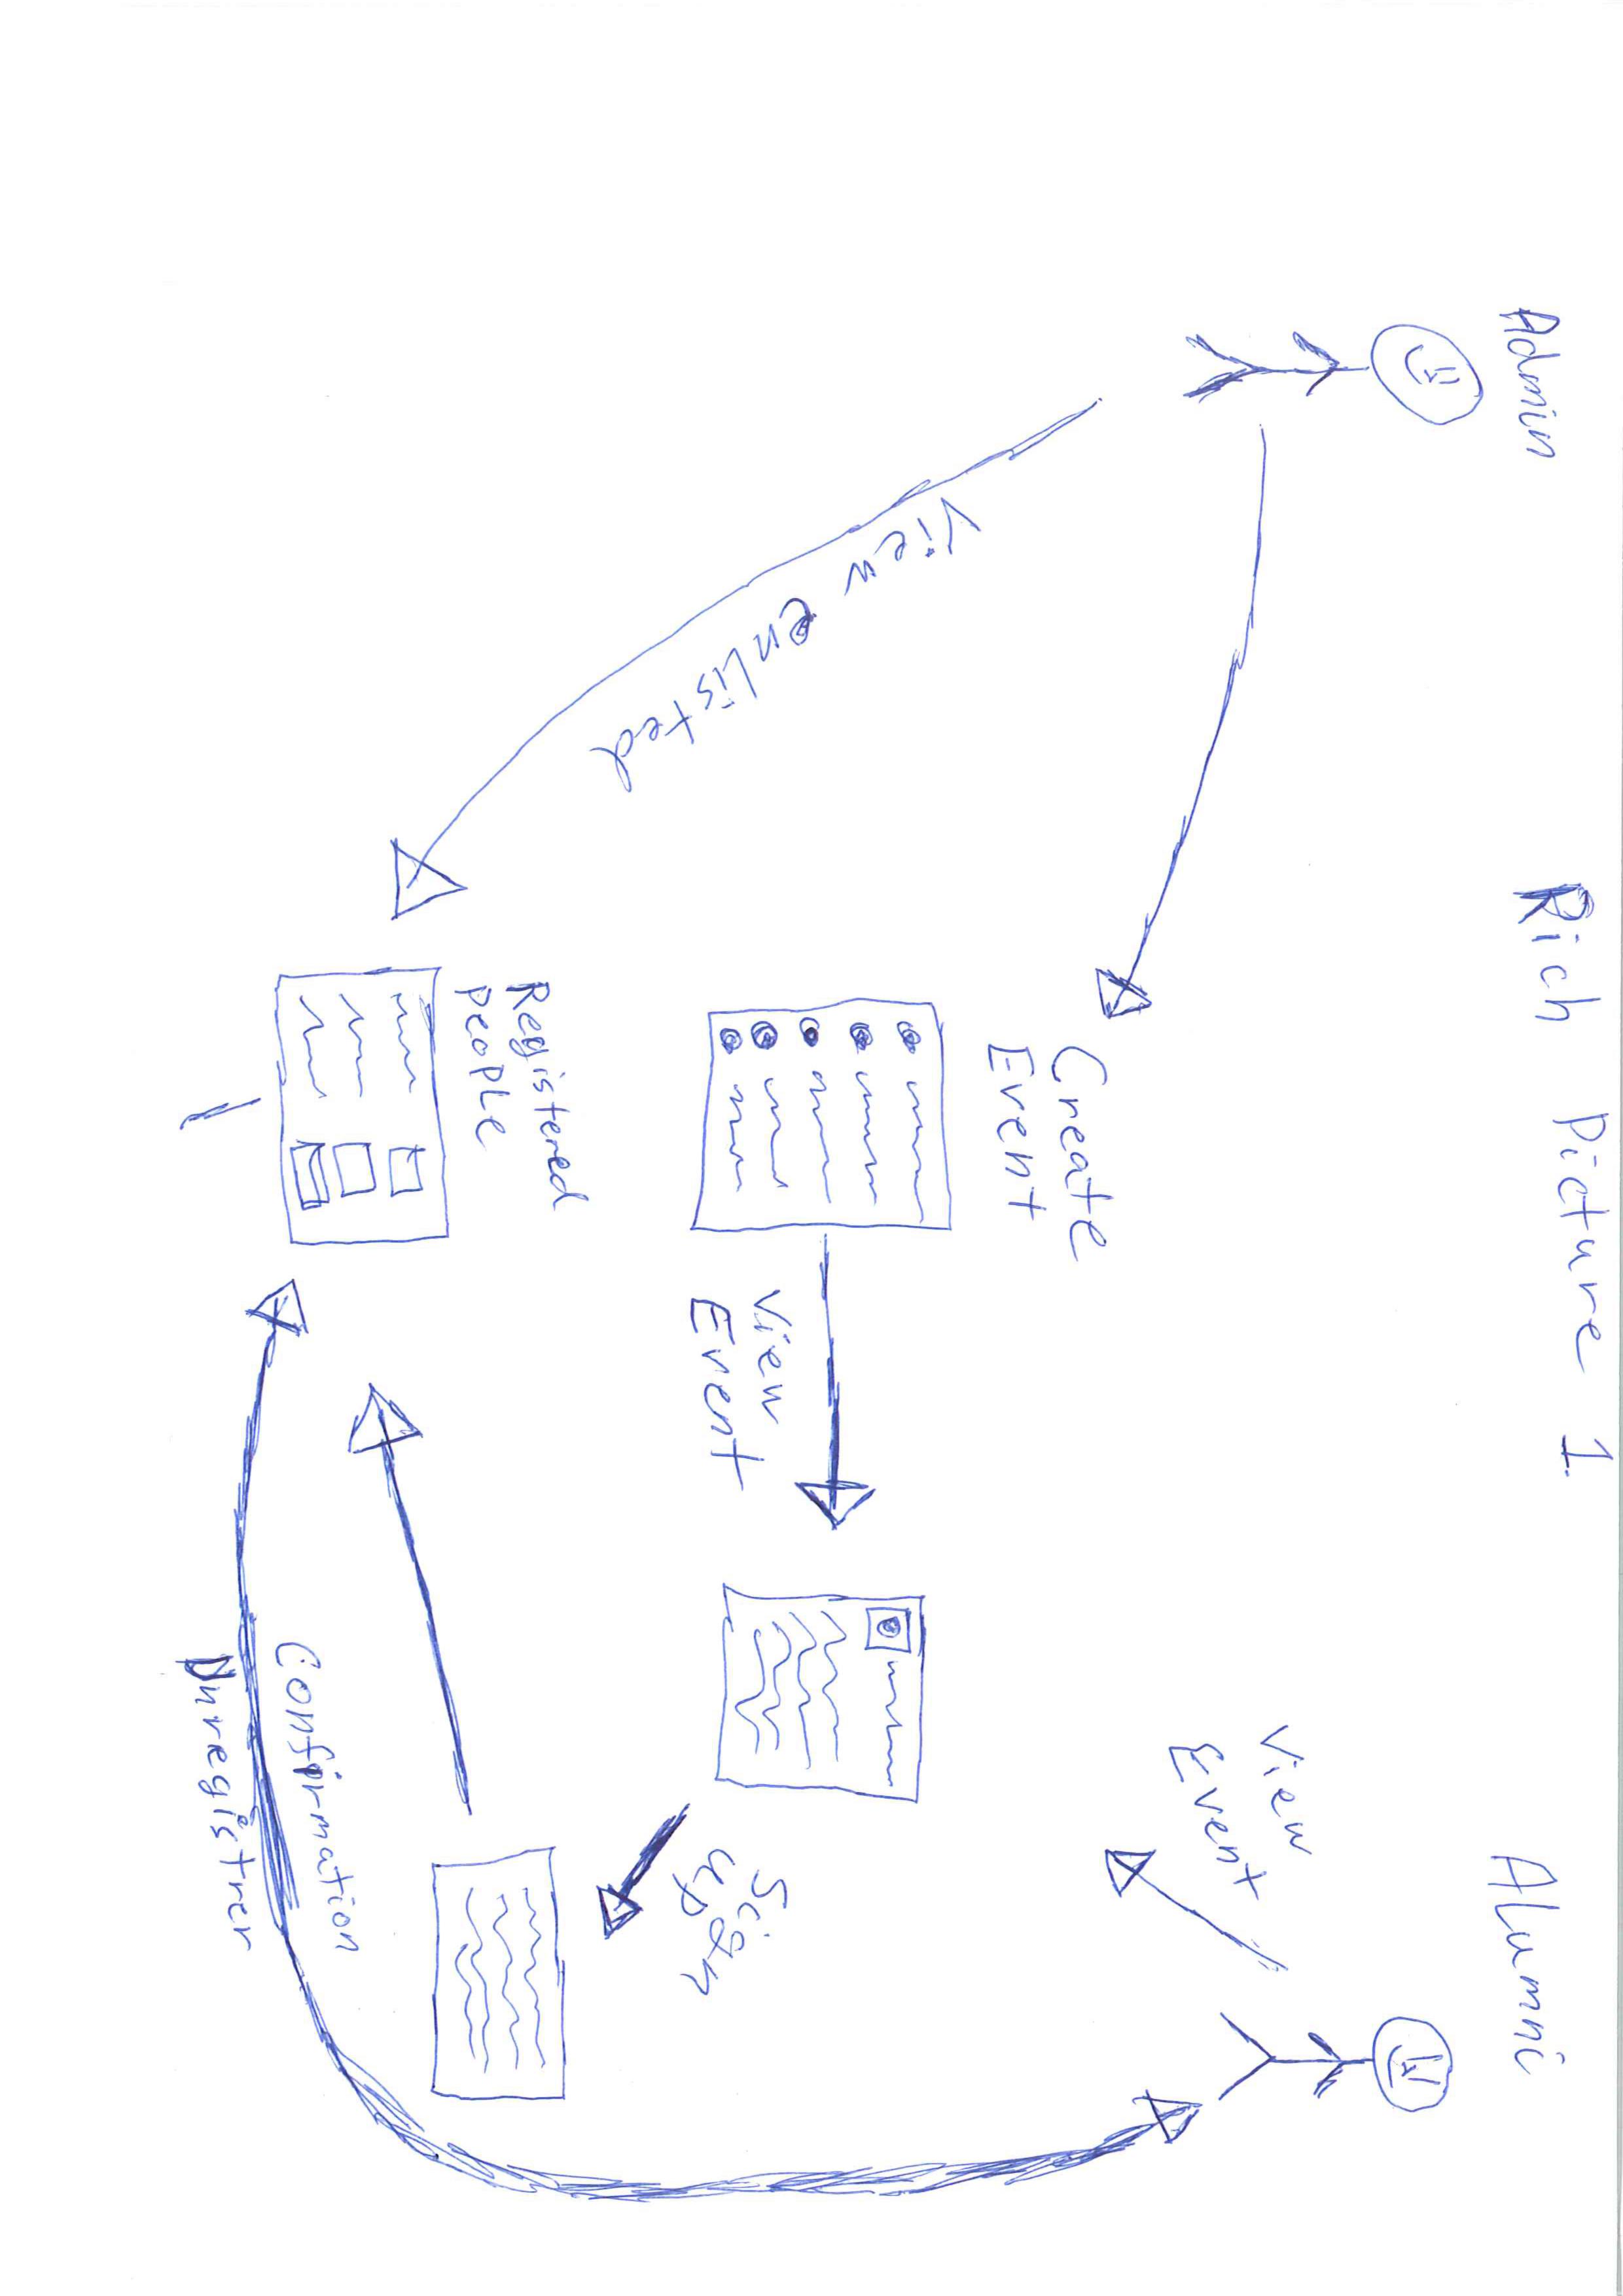 Rich Picture 1.
Admin
Alumni
View
Event
Create
Event
View enlisted
View
Event
Sign
up
Registered
people
Confirmation
Unregistrer